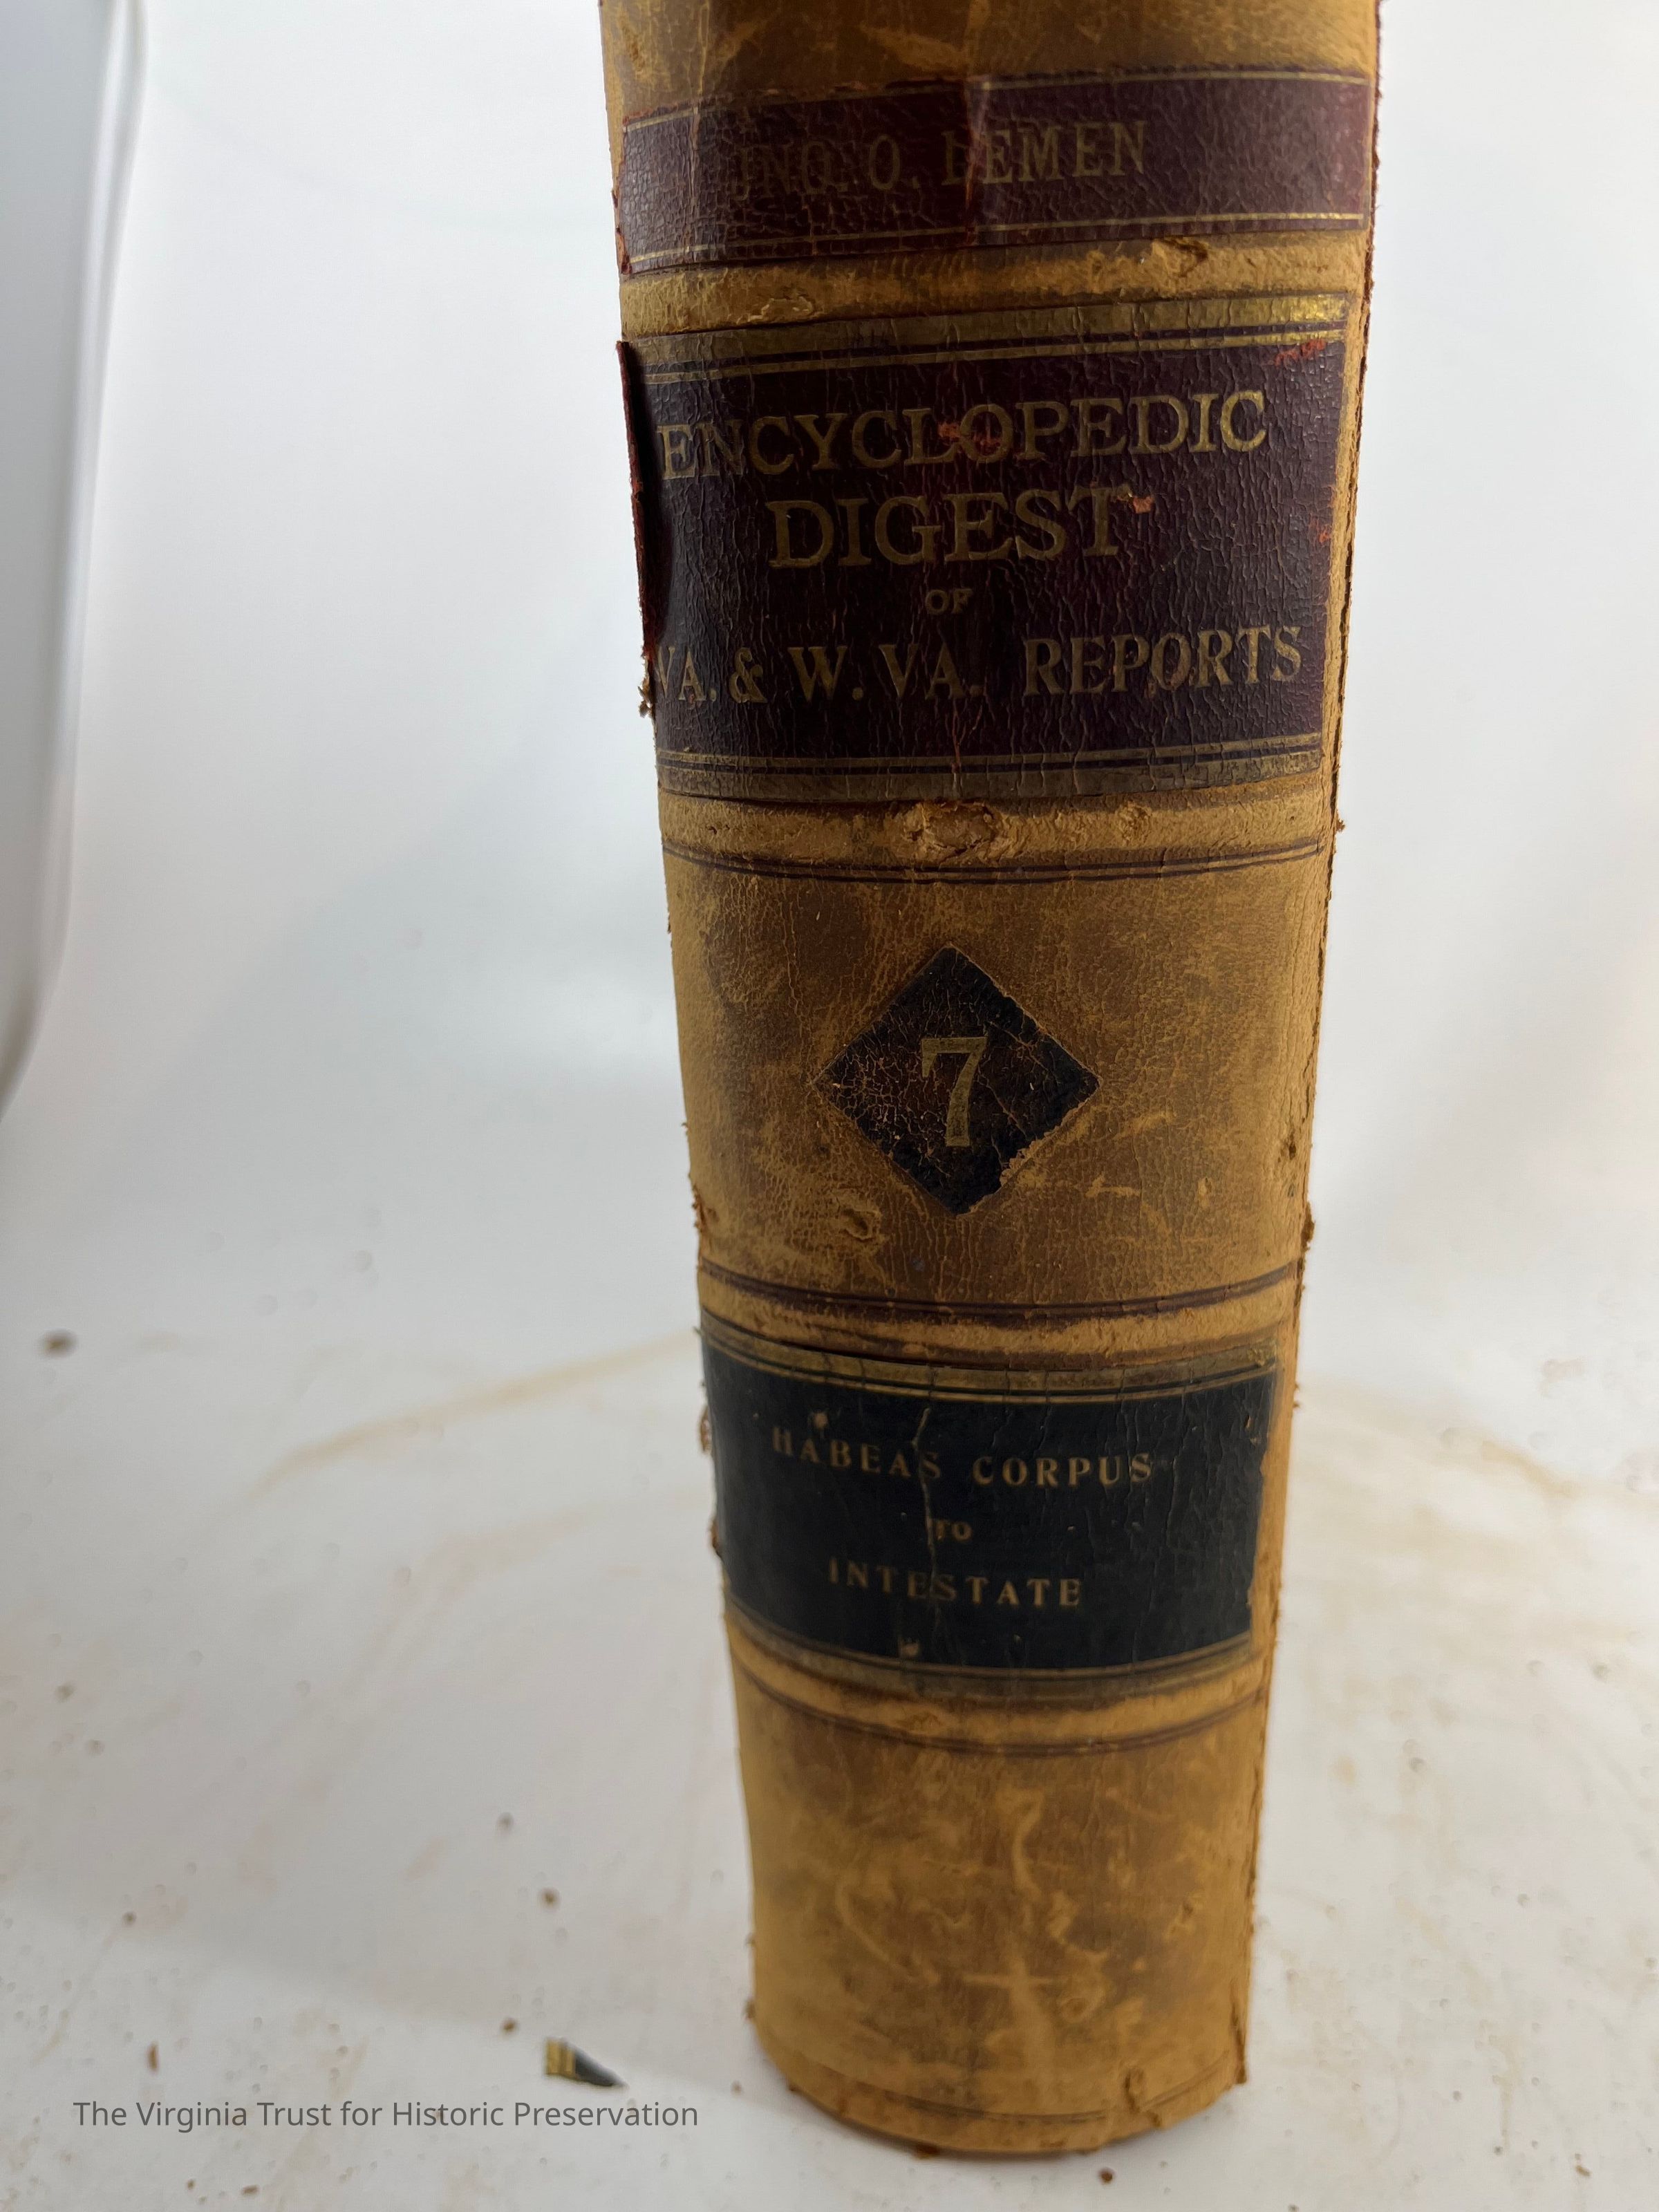 JNO. O. LEMEN
ENCYCLOPEDIC
DIGEST
OF
VA. & W. VA. REPORTS
7
HABEAS CORPUS
TO
INTESTATE
The Virginia Trust for Historic Preservation